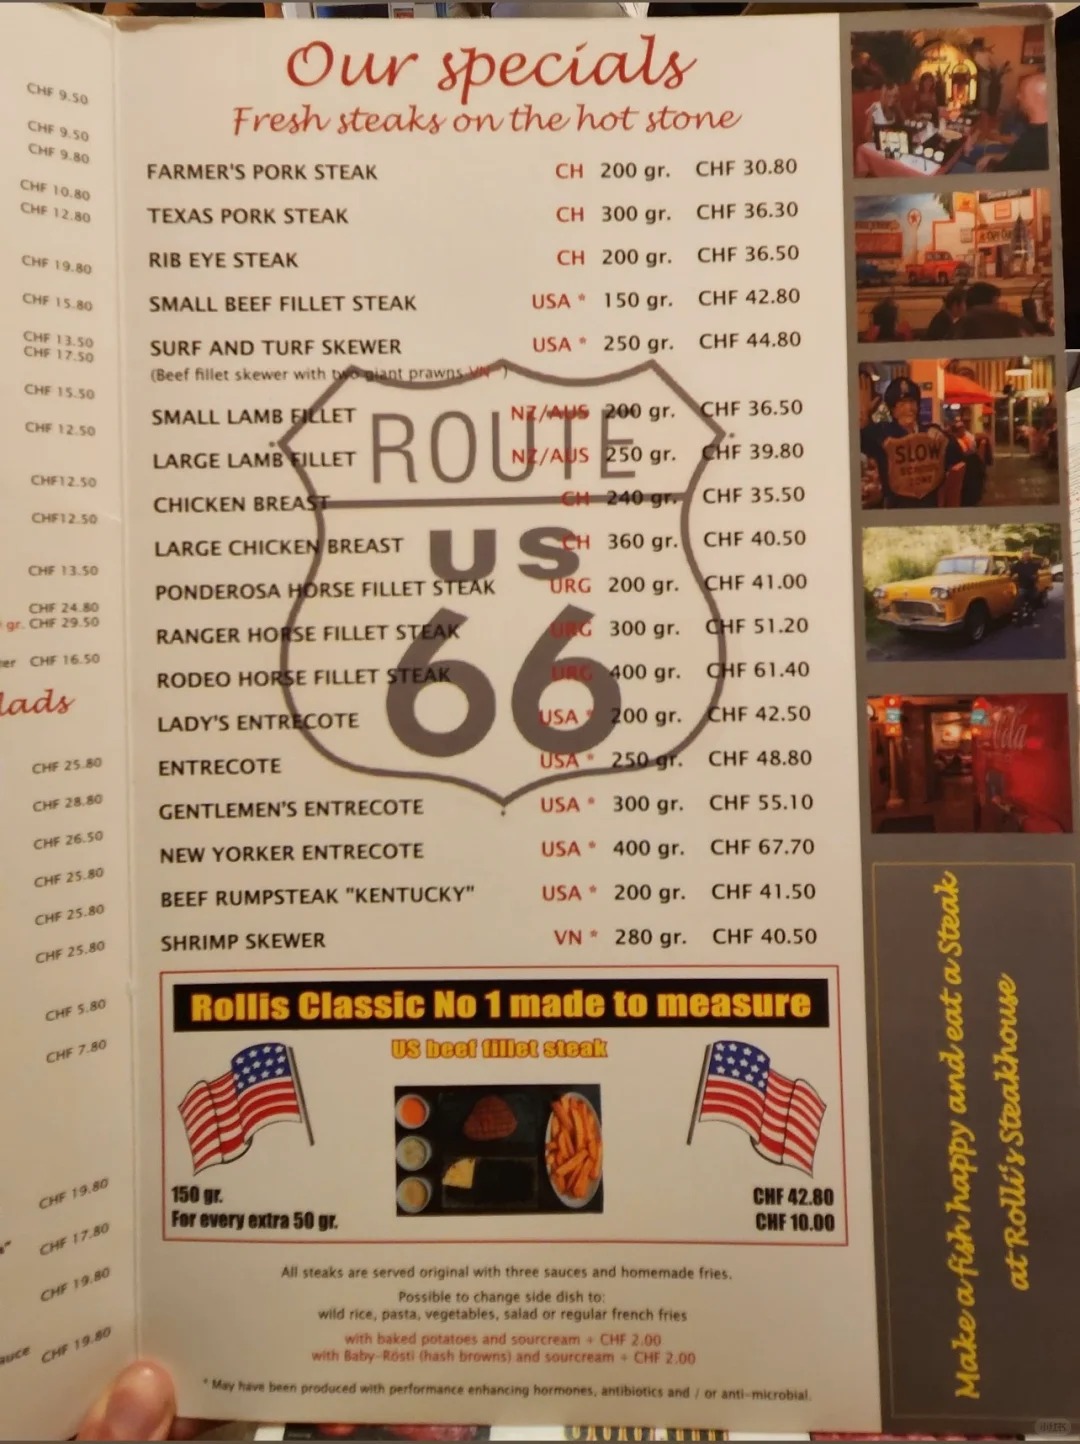 CHF 9.50
CHF 9.50
CHF 9.80
CHF 10.80
CHF 12.80
CHF 19.80
CHF 15.80
CHF 13.50
CHF 17.50
CHF 15.50
CHF 12.50
CHF12.50
CHF12.50
CHF 13.50
CHF 24.80
gr. CHF 29.50
er CHF 16.50
lads
CHF 25.80
CHF 28.80
CHF 26.50
CHF 25.80
CHF 25.80
CHF 25.80
CHF 5.80
CHF 7.80
CHF 19.80
CHF 17.80
CHF 19.80
auce CHF 19.80
Our specials
Fresh steaks on the hot stone
FARMER'S PORK STEAK CH 200 gr. CHF 30.80
TEXAS PORK STEAK CH 300 gr. CHF 36.30
RIB EYE STEAK CH 200 gr. CHF 36.50
SMALL BEEF FILLET STEAK USA * 150 gr. CHF 42.80
SURF AND TURF SKEWER USA * 250 gr. CHF 44.80
(Beef fillet skewer with two giant prawns VN * )
SMALL LAMB FILLET NZ/AUS 200 gr. CHF 36.50
LARGE LAMB FILLET NZ/AUS 250 gr. CHF 39.80
CHICKEN BREAST CH 240 gr. CHF 35.50
LARGE CHICKEN BREAST CH 360 gr. CHF 40.50
PONDEROSA HORSE FILLET STEAK URG 200 gr. CHF 41.00
RANGER HORSE FILLET STEAK URG 300 gr. CHF 51.20
RODEO HORSE FILLET STEAK URG 400 gr. CHF 61.40
LADY'S ENTRECOTE USA * 200 gr. CHF 42.50
ENTRECOTE USA * 250 gr. CHF 48.80
GENTLEMEN'S ENTRECOTE USA * 300 gr. CHF 55.10
NEW YORKER ENTRECOTE USA * 400 gr. CHF 67.70
BEEF RUMPSTEAK "KENTUCKY" USA * 200 gr. CHF 41.50
SHRIMP SKEWER VN * 280 gr. CHF 40.50
ROUTE
US
66
Rollis Classic No 1 made to measure
US beef fillet steak
150 gr. CHF 42.80
For every extra 50 gr. CHF 10.00
All steaks are served original with three sauces and homemade fries.
Possible to change side dish to:
wild rice, pasta, vegetables, salad or regular french fries
with baked potatoes and sourcream + CHF 2.00
with Baby-Rösti (hash browns) and sourcream + CHF 2.00
* May have been produced with performance enhancing hormones, antibiotics and / or anti-microbial.
SLOW
Cola
Make a fish happy and eat a Steak
at Rolli's Steakhouse